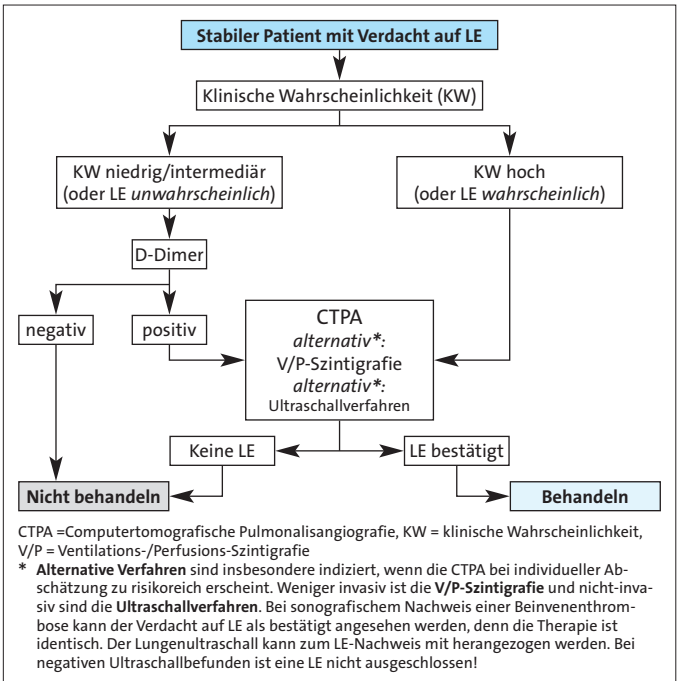 Stabiler Patient mit Verdacht auf LE
Klinische Wahrscheinlichkeit (KW)
KW niedrig/intermediär
(oder LE unwahrscheinlich)
KW hoch
(oder LE wahrscheinlich)
D-Dimer
negativ
positiv
CTPA
alternativ*:
V/P-Szintigrafie
alternativ*:
Ultraschallverfahren
Keine LE
LE bestätigt
Nicht behandeln
Behandeln
CTPA =Computertomografische Pulmonalisangiografie, KW = klinische Wahrscheinlichkeit,
V/P = Ventilations-/Perfusions-Szintigrafie
* Alternative Verfahren sind insbesondere indiziert, wenn die CTPA bei individueller Ab-
schätzung zu risikoreich erscheint. Weniger invasiv ist die V/P-Szintigrafie und nicht-inva-
siv sind die Ultraschallverfahren. Bei sonografischem Nachweis einer Beinvenenthrom-
bose kann der Verdacht auf LE als bestätigt angesehen werden, denn die Therapie ist
identisch. Der Lungenultraschall kann zum LE-Nachweis mit herangezogen werden. Bei
negativen Ultraschallbefunden ist eine LE nicht ausgeschlossen!